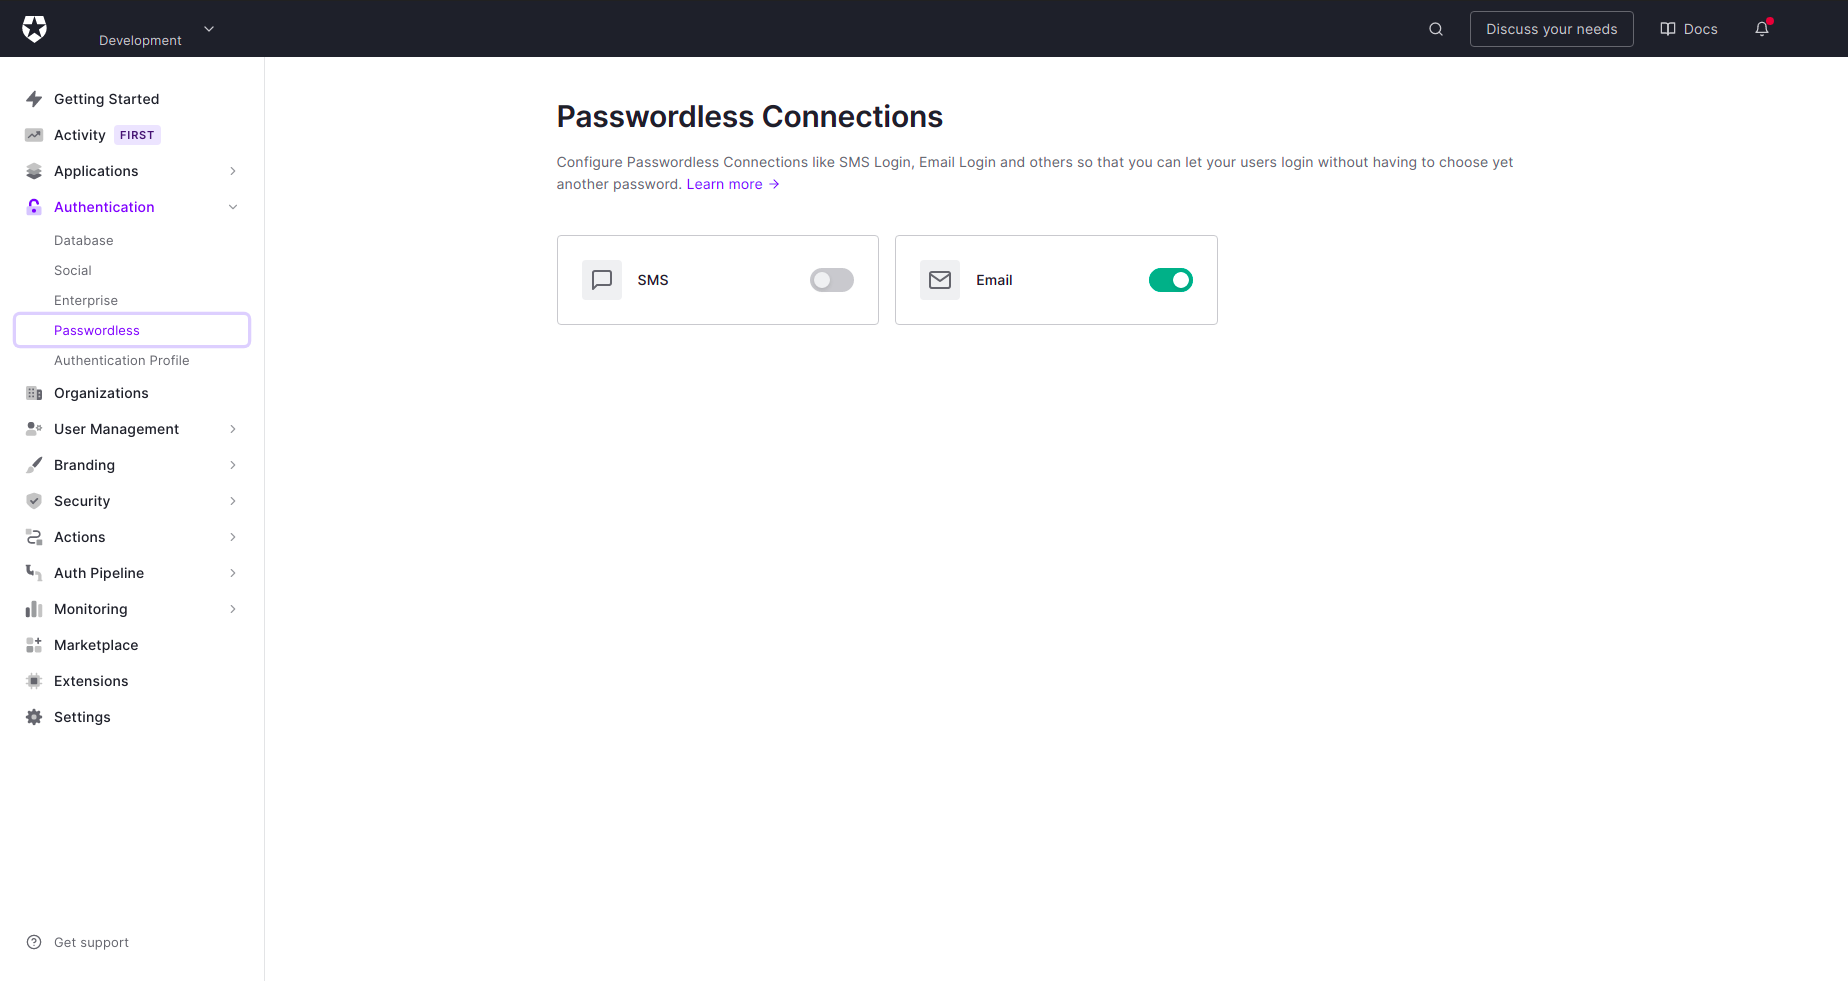 Development
Discuss your needs
Docs
Getting Started
Activity FIRST
Applications
Authentication
Database
Social
Enterprise
Passwordless
Authentication Profile
Organizations
User Management
Branding
Security
Actions
Auth Pipeline
Monitoring
Marketplace
Extensions
Settings
Get support
Passwordless Connections
Configure Passwordless Connections like SMS Login, Email Login and others so that you can let your users login without having to choose yet
another password. Learn more →
SMS
Email